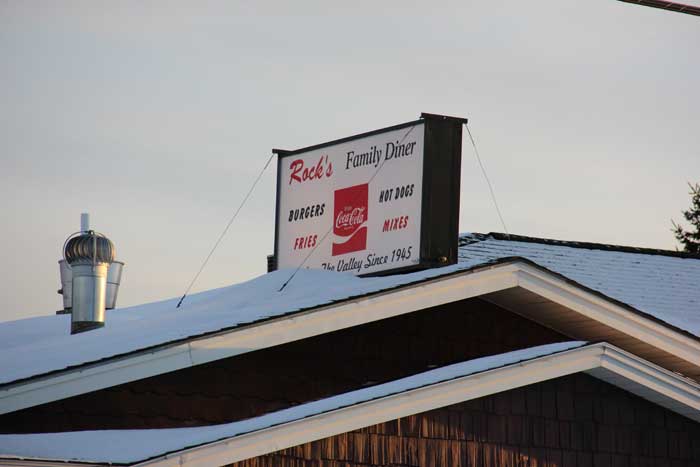 Rock's Family Diner
BURGERS HOT DOGS
Coca-Cola
FRIES MIXES
The Valley Since 1945